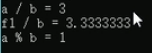 a / b = 3
f1 / b = 3.3333333
a % b = 1